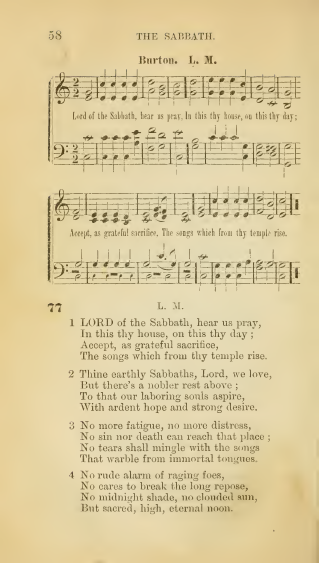 58 THE SABBATH.
Burton. L. M.
Lord of the Sabbath, hear us pray, In this thy house, on this thy day;
Accept, as grateful sacrifice, The songs which from thy temple rise.
77 L. M.
1 LORD of the Sabbath, hear us pray,
In this thy house, on this thy day;
Accept, as grateful sacrifice,
The songs which from thy temple rise.
2 Thine earthly Sabbaths, Lord, we love,
But there's a nobler rest above;
To that our laboring souls aspire,
With ardent hope and strong desire.
3 No more fatigue, no more distress,
No sin nor death can reach that place;
No tears shall mingle with the songs
That warble from immortal tongues.
4 No rude alarm of raging foes,
No cares to break the long repose,
No midnight shade, no clouded sun,
But sacred, high, eternal noon.